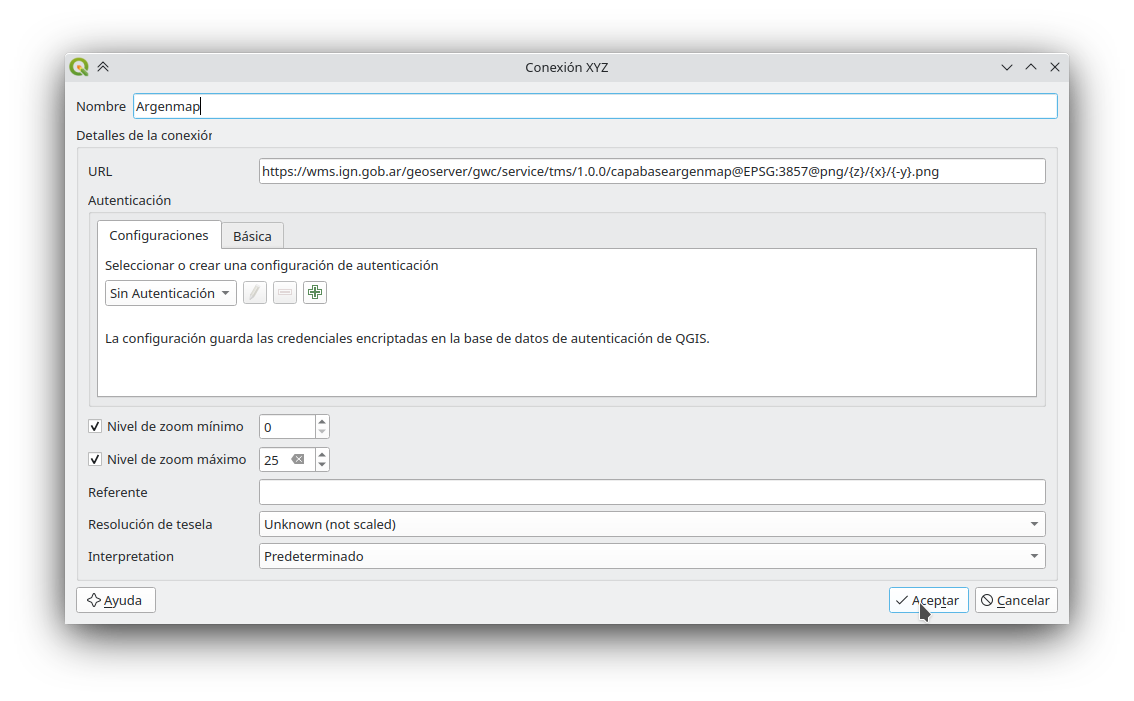 Conexión XYZ
Nombre Argenmap
Detalles de la conexión
URL https://wms.ign.gob.ar/geoserver/gwc/service/tms/1.0.0/capabaseargenmap@EPSG:3857@png/{z}/{x}/{-y}.png
Autenticación
Configuraciones Básica
Seleccionar o crear una configuración de autenticación
Sin Autenticación
La configuración guarda las credenciales encriptadas en la base de datos de autenticación de QGIS.
Nivel de zoom mínimo 0
Nivel de zoom máximo 25
Referente
Resolución de tesela Unknown (not scaled)
Interpretation Predeterminado
Ayuda Aceptar Cancelar